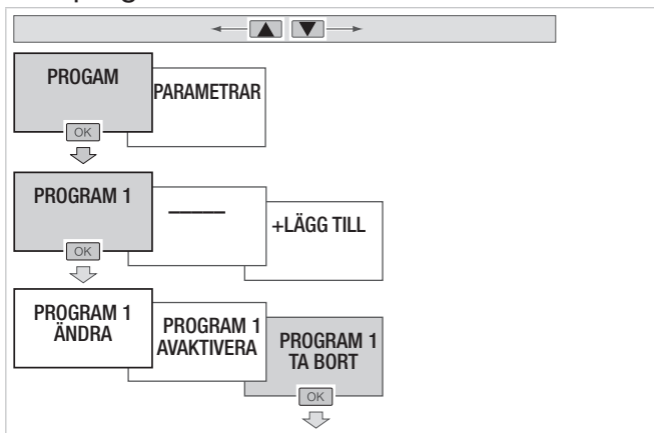 PROGAM
PARAMETRAR
OK
PROGRAM 1
+LÄGG TILL
OK
PROGRAM 1
ÄNDRA
PROGRAM 1
AVAKTIVERA
PROGRAM 1
TA BORT
OK